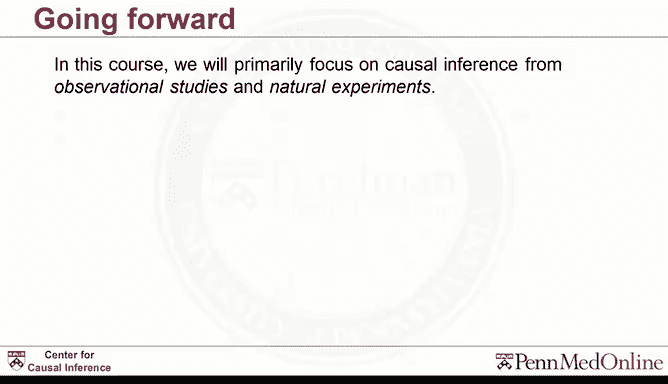 Going forward
In this course, we will primarily focus on causal inference from
observational studies and natural experiments.
Center for
Causal Inference
PennMedOnline